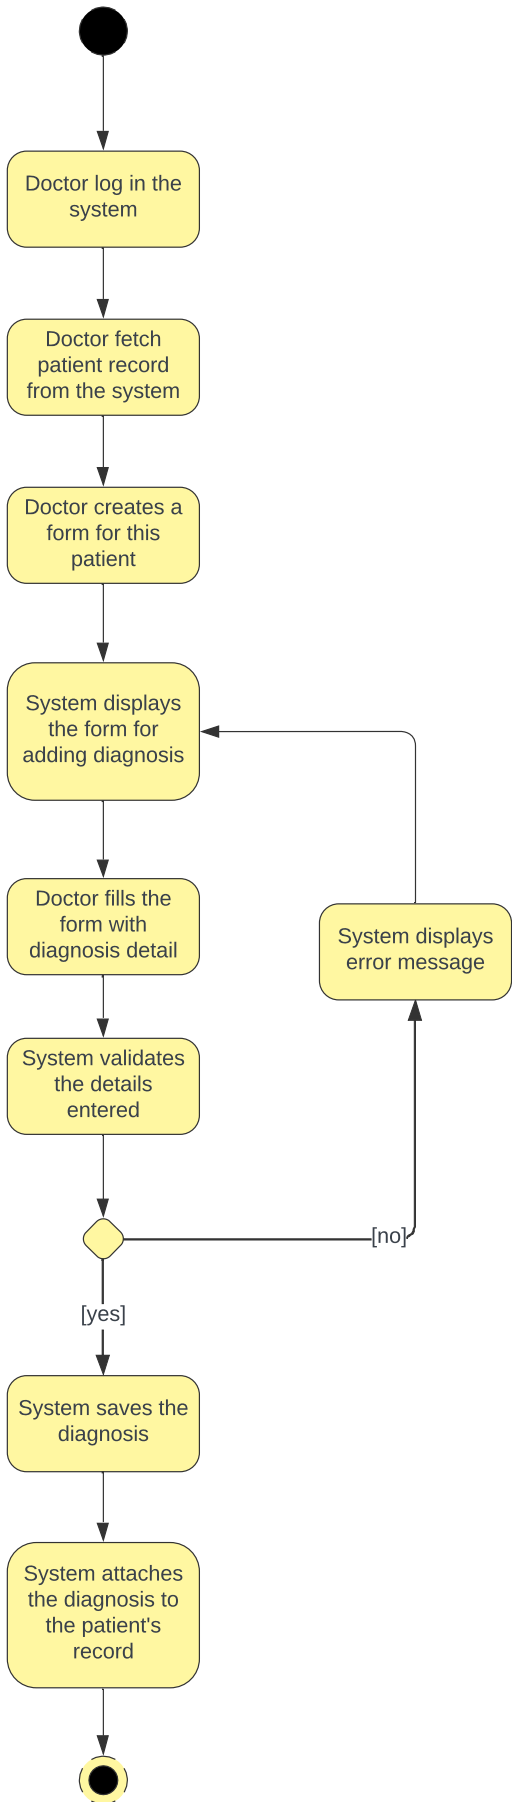 Doctor log in the
system
Doctor fetch
patient record
from the system
Doctor creates a
form for this
patient
System displays
the form for
adding diagnosis
Doctor fills the
form with
diagnosis detail
System displays
error message
System validates
the details
entered
[no]
[yes]
System saves the
diagnosis
System attaches
the diagnosis to
the patient's
record